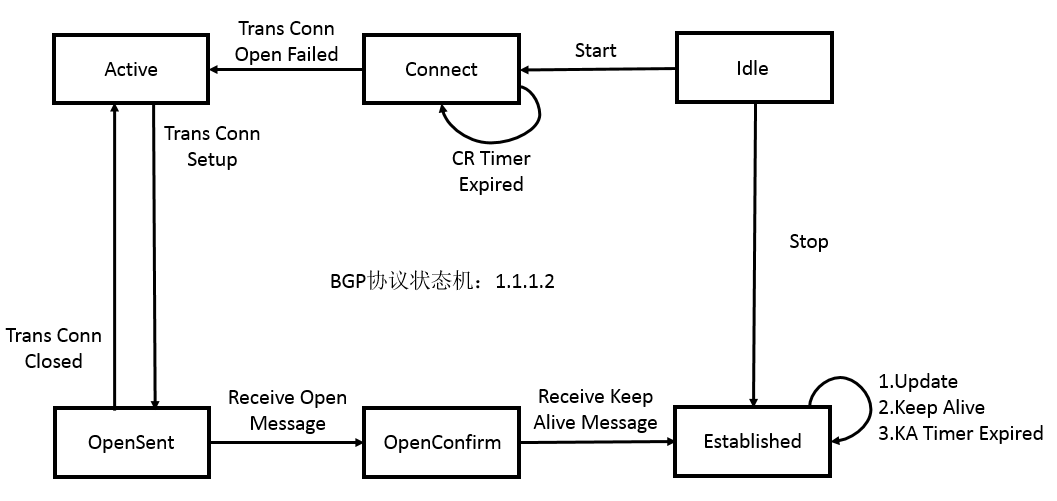 Trans Conn
Open Failed
Start
Active
Connect
Idle
Trans Conn
Setup
CR Timer
Expired
Stop
BGP协议状态机：1.1.1.2
Trans Conn
Closed
Receive Open
Message
Receive Keep
Alive Message
1.Update
2.Keep Alive
3.KA Timer Expired
OpenSent
OpenConfirm
Established